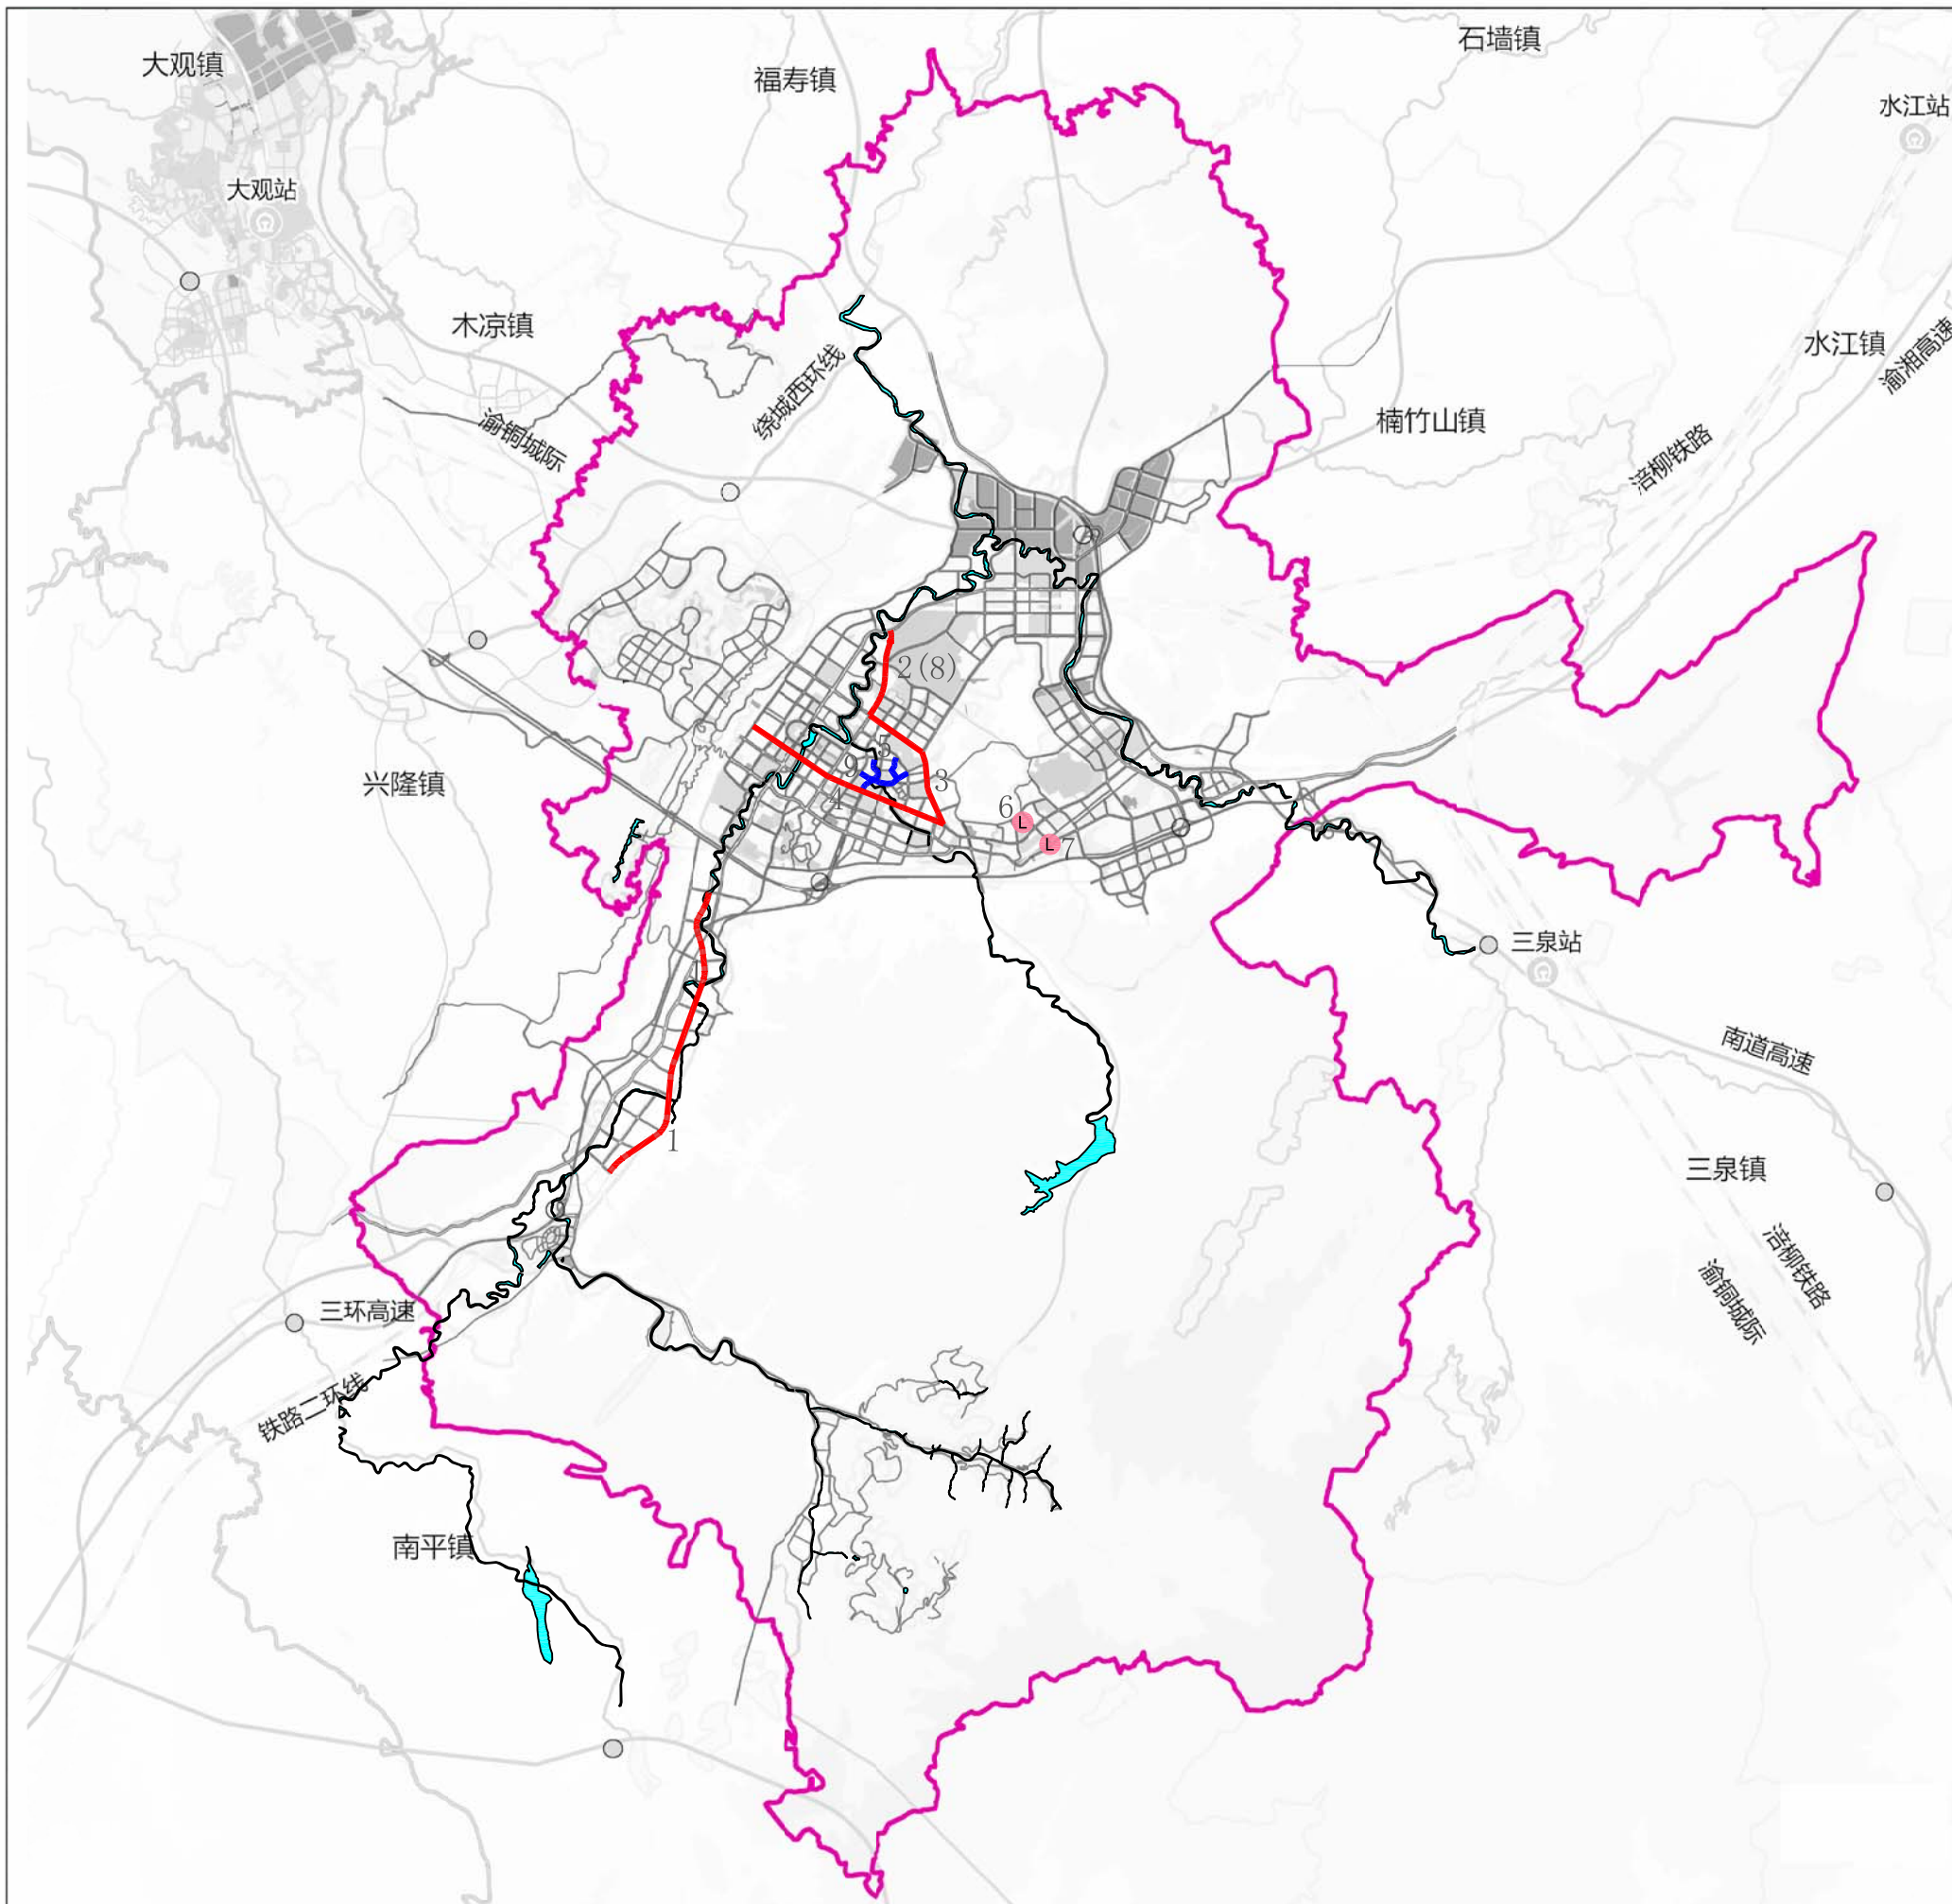 石墙镇
大观镇
福寿镇
水江站
大观站
木凉镇
水江镇
渝湘高速
绕城西环线
楠竹山镇
渝铜城际
涪柳铁路
2(8)
5
9
3
兴隆镇
4
6
L
L
7
三泉站
南道高速
1
三泉镇
涪柳铁路
渝铜城际
三环高速
铁路二环线
南平镇